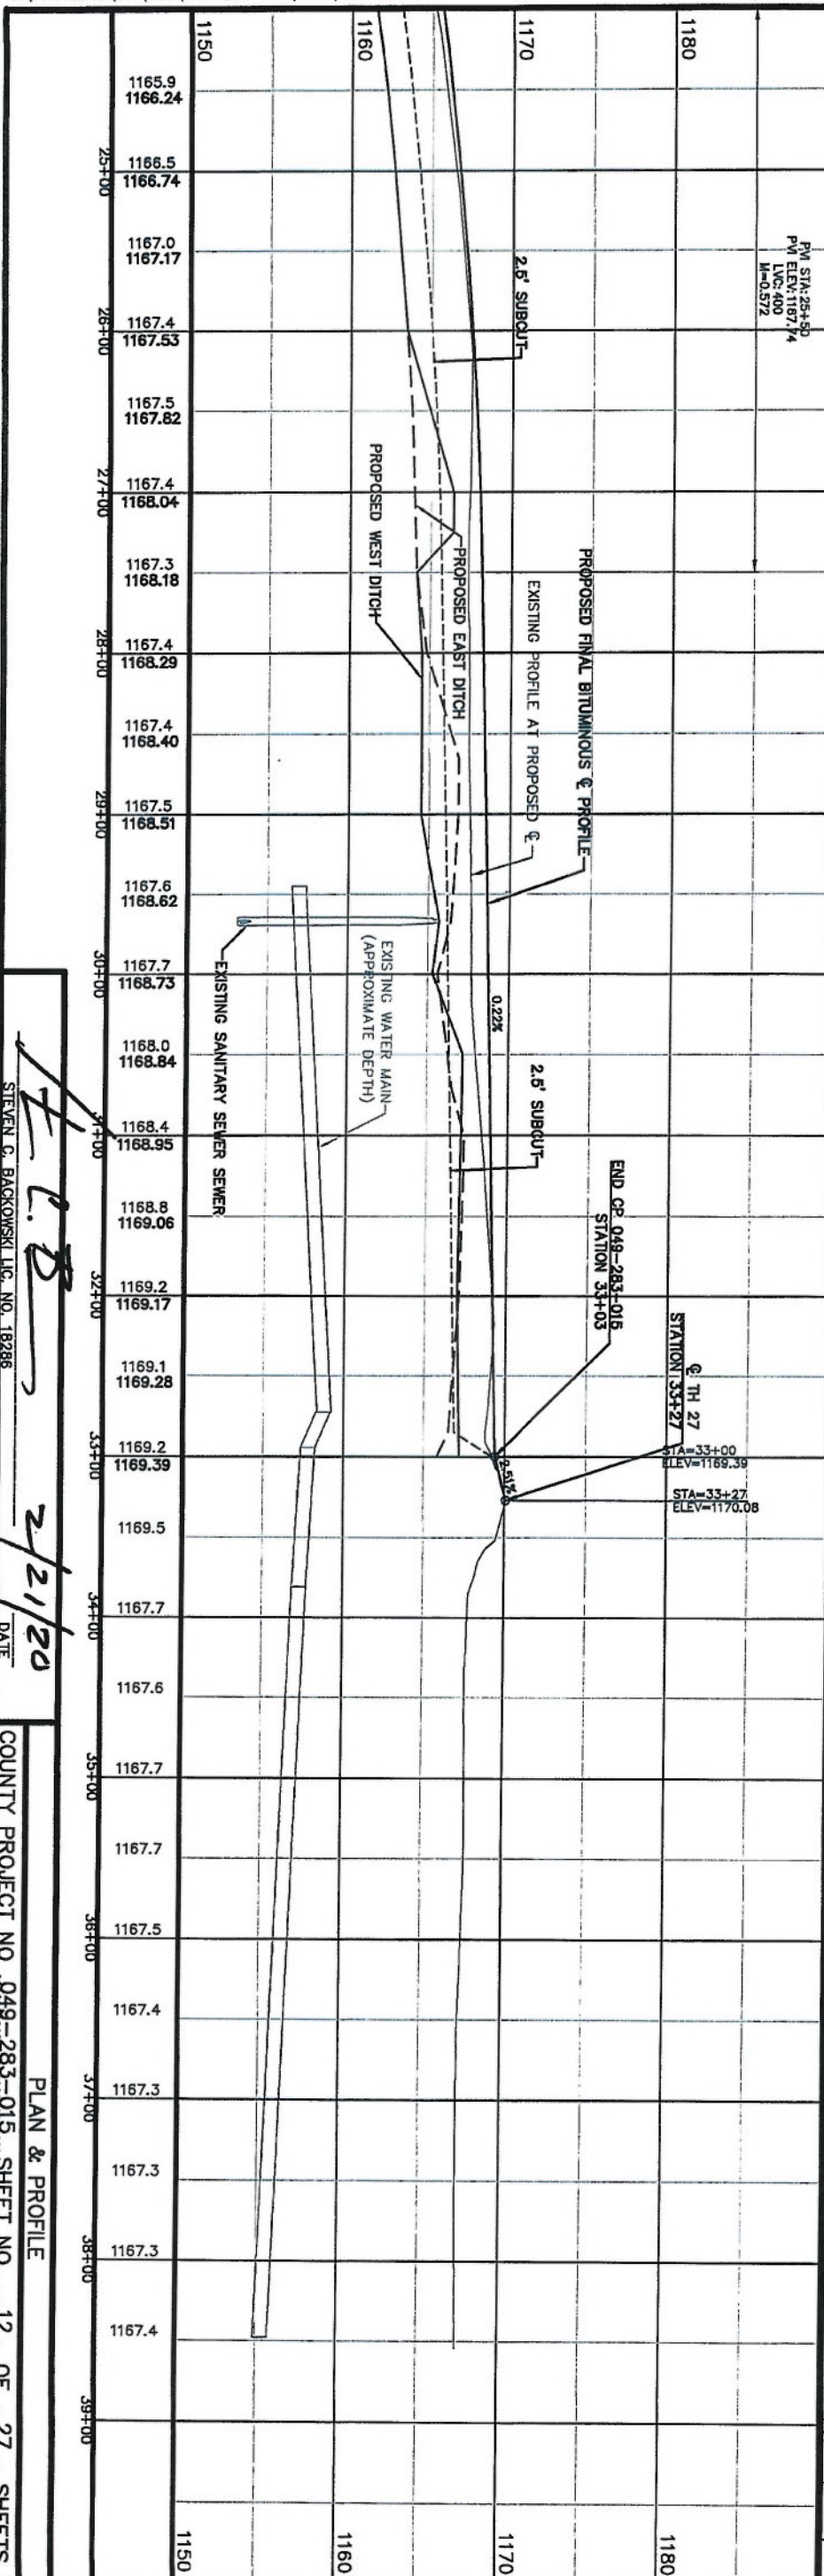 PVI STA: 25+50
PVI ELEV: 1167.74
LVC: 400
M=0.572
1180
1170
1160
1150
2.5' SUBCUT
PROPOSED FINAL BITUMINOUS ℄ PROFILE
EXISTING PROFILE AT PROPOSED ℄
PROPOSED EAST DITCH
PROPOSED WEST DITCH
0.22%
2.5' SUBCUT
EXISTING WATER MAIN
(APPROXIMATE DEPTH)
EXISTING SANITARY SEWER SEWER
END CP 049-283-015
STATION 33+03
℄ TH 27
STATION 33+27
STA=33+00
ELEV=1169.39
STA=33+27
ELEV=1170.08
2.51%
1180
1170
1160
1150
1165.9
1166.24
1166.5
1166.74
1167.0
1167.17
1167.4
1167.53
1167.5
1167.82
1167.4
1168.04
1167.3
1168.18
1167.4
1168.29
1167.4
1168.40
1167.5
1168.51
1167.6
1168.62
1167.7
1168.73
1168.0
1168.84
1168.4
1168.95
1168.8
1169.06
1169.2
1169.17
1169.1
1169.28
1169.2
1169.39
1169.5
1167.7
1167.6
1167.7
1167.7
1167.5
1167.4
1167.3
1167.3
1167.3
1167.4
25+00
26+00
27+00
28+00
29+00
30+00
31+00
32+00
33+00
34+00
35+00
36+00
37+00
38+00
39+00
2/21/20
STEVEN C. BACKOWSKI LIC. NO. 18286
DATE
PLAN & PROFILE
COUNTY PROJECT NO. 049-283-015 SHEET NO. 12 OF 27 SHEETS